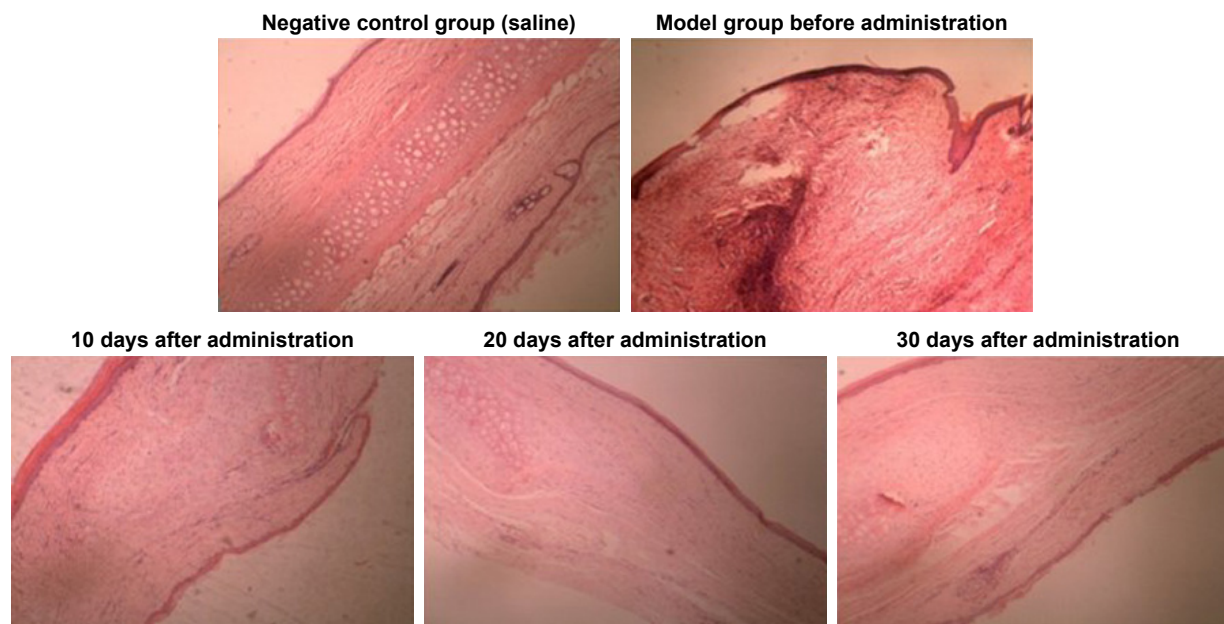 Negative control group (saline)
Model group before administration
10 days after administration
20 days after administration
30 days after administration